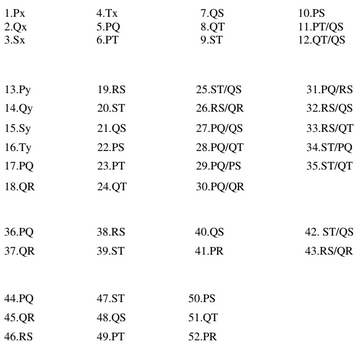 1.Px 4.Tx 7.QS 10.PS
2.Qx 5.PQ 8.QT 11.PT/QS
3.Sx 6.PT 9.ST 12.QT/QS
13.Py 19.RS 25.ST/QS 31.PQ/RS
14.Qy 20.ST 26.RS/QR 32.RS/QS
15.Sy 21.QS 27.PQ/QS 33.RS/QT
16.Ty 22.PS 28.PQ/QT 34.ST/PQ
17.PQ 23.PT 29.PQ/PS 35.ST/QT
18.QR 24.QT 30.PQ/QR
36.PQ 38.RS 40.QS 42. ST/QS
37.QR 39.ST 41.PR 43.RS/QR
44.PQ 47.ST 50.PS
45.QR 48.QS 51.QT
46.RS 49.PT 52.PR